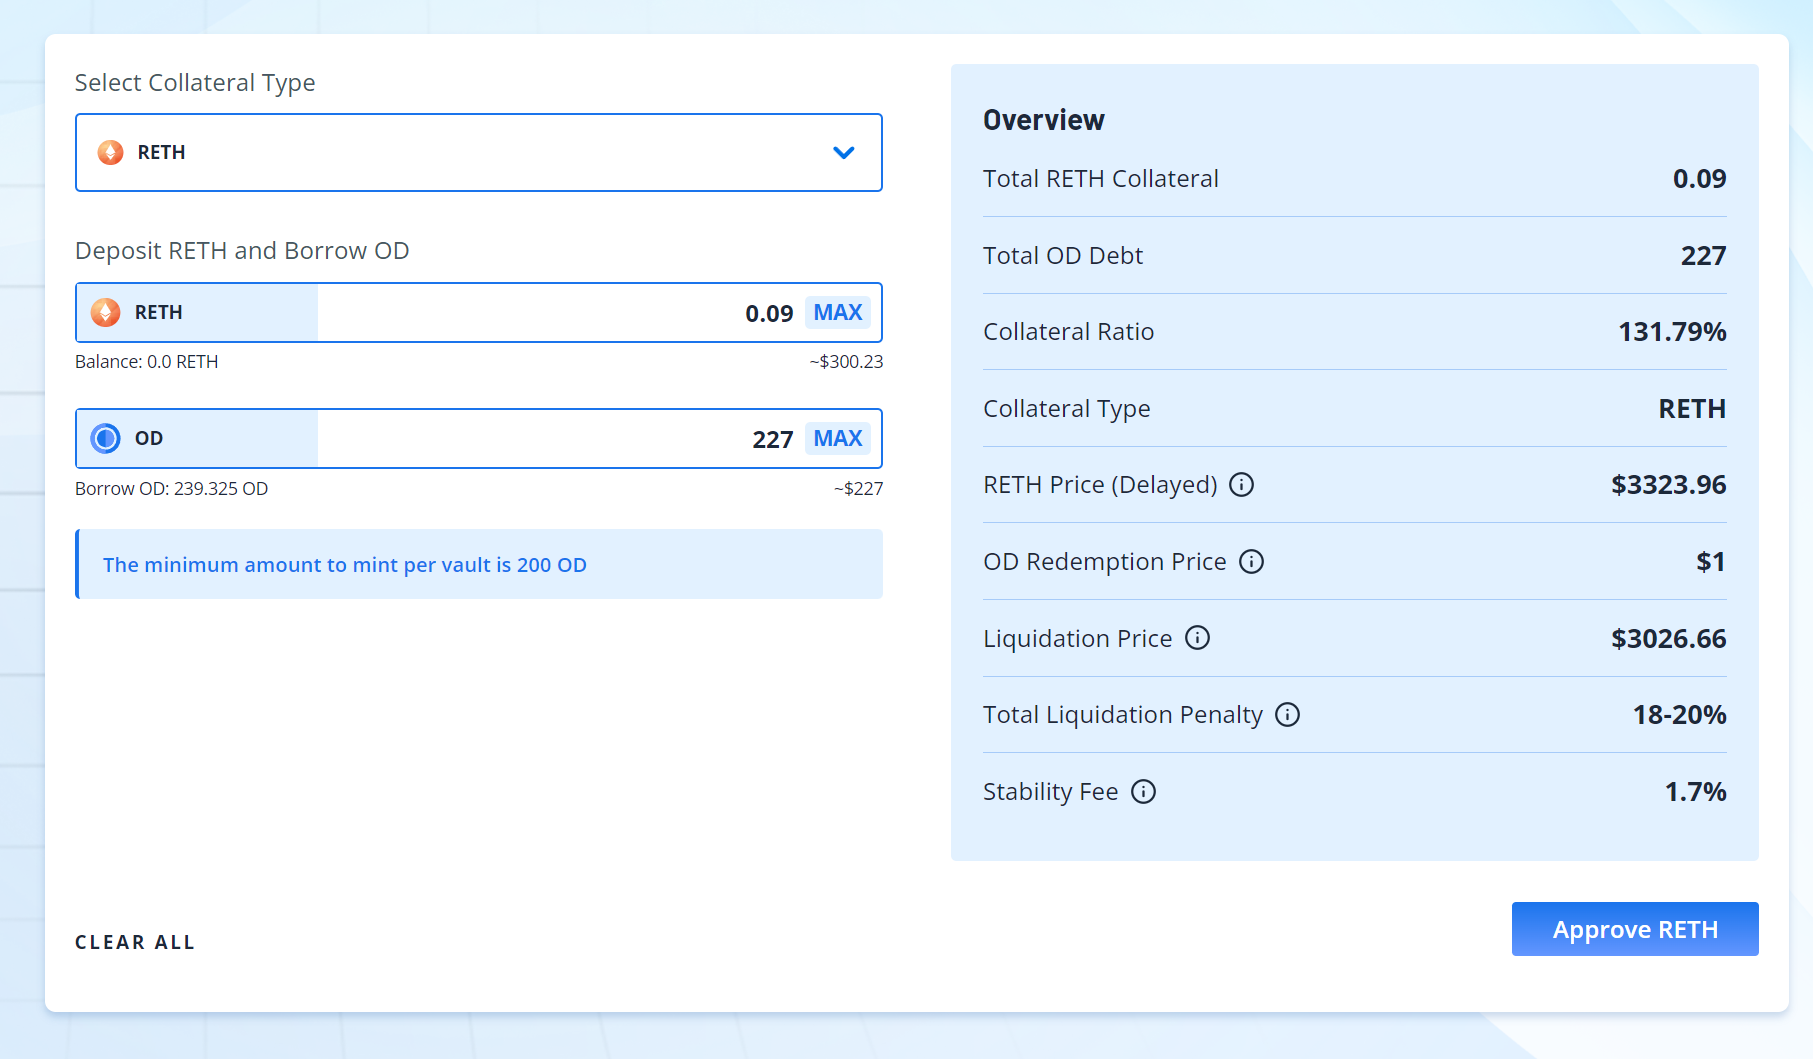 Select Collateral Type
RETH
Deposit RETH and Borrow OD
RETH
0.09 MAX
Balance: 0.0 RETH
~$300.23
OD
227 MAX
Borrow OD: 239.325 OD
~$227
The minimum amount to mint per vault is 200 OD
CLEAR ALL
Overview
Total RETH Collateral 0.09
Total OD Debt 227
Collateral Ratio 131.79%
Collateral Type RETH
RETH Price (Delayed) $3323.96
OD Redemption Price $1
Liquidation Price $3026.66
Total Liquidation Penalty 18-20%
Stability Fee 1.7%
Approve RETH